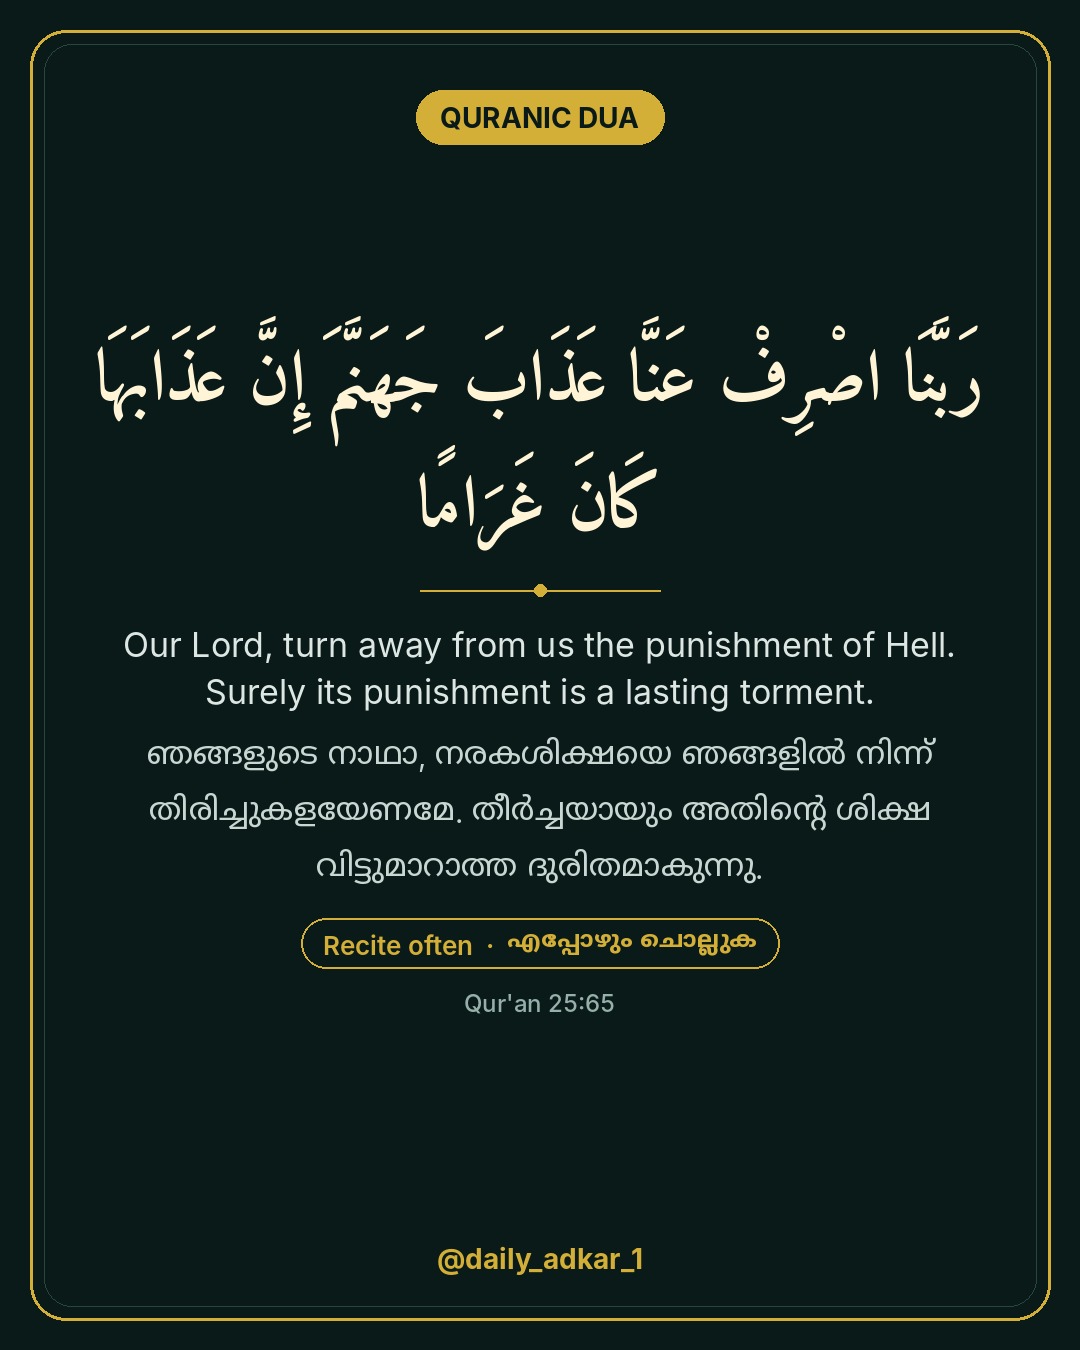 QURANIC DUA
رَبَّنَا اصْرِفْ عَنَّا عَذَابَ جَهَنَّمَ إِنَّ عَذَابَهَا
كَانَ غَرَامًا
Our Lord, turn away from us the punishment of Hell.
Surely its punishment is a lasting torment.
ഞങ്ങളുടെ നാഥാ, നരകശിക്ഷയെ ഞങ്ങളിൽ നിന്ന്
തിരിച്ചുകളയേണമേ. തീർച്ചയായും അതിന്റെ ശിക്ഷ
വിട്ടുമാറാത്ത ദുരിതമാകുന്നു.
Recite often · എപ്പോഴും ചൊല്ലുക
Qur'an 25:65
@daily_adkar_1